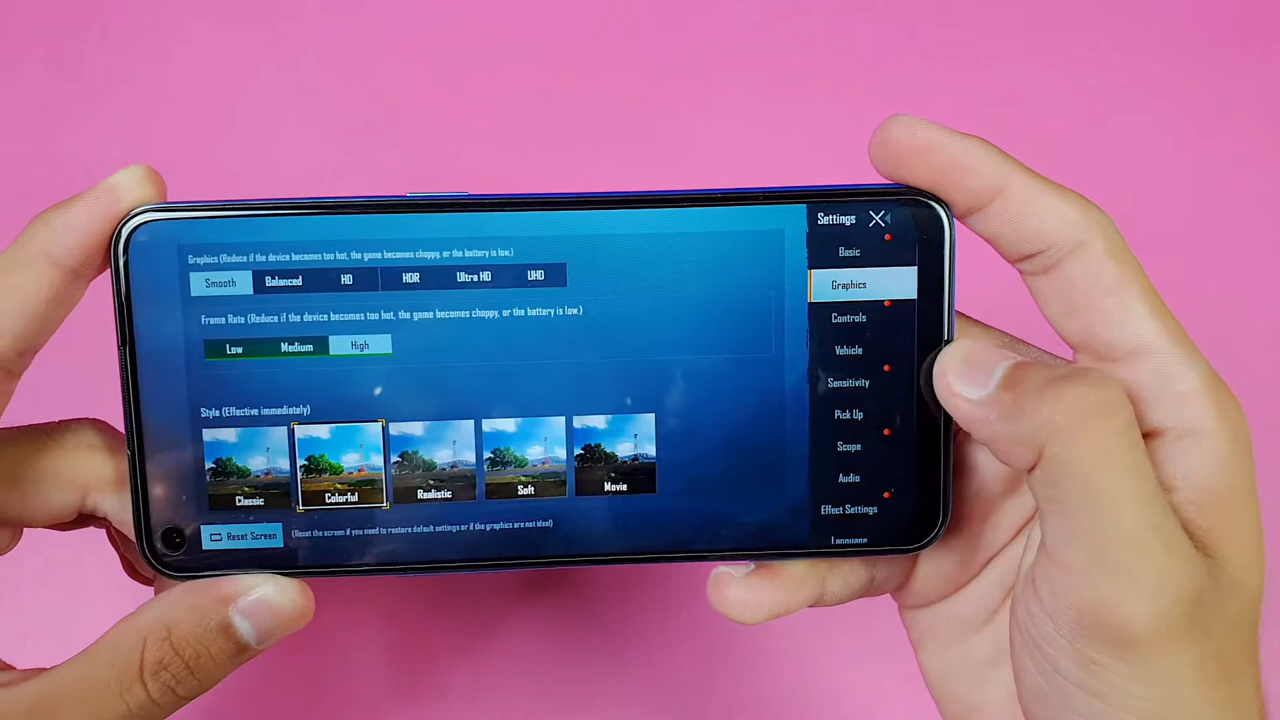 Settings
Graphics (Reduce if the device becomes too hot, the game becomes choppy, or the battery is low.)
Smooth Balanced HD HDR Ultra HD UHD
Frame Rate (Reduce if the device becomes too hot, the game becomes choppy, or the battery is low.)
Low Medium High
Style (Effective immediately)
Classic Colorful Realistic Soft Movie
Reset Screen (Reset the screen if you need to restore default settings or if the graphics are not ideal)
Basic
Graphics
Controls
Vehicle
Sensitivity
Pick Up
Scope
Audio
Effect Settings
Language